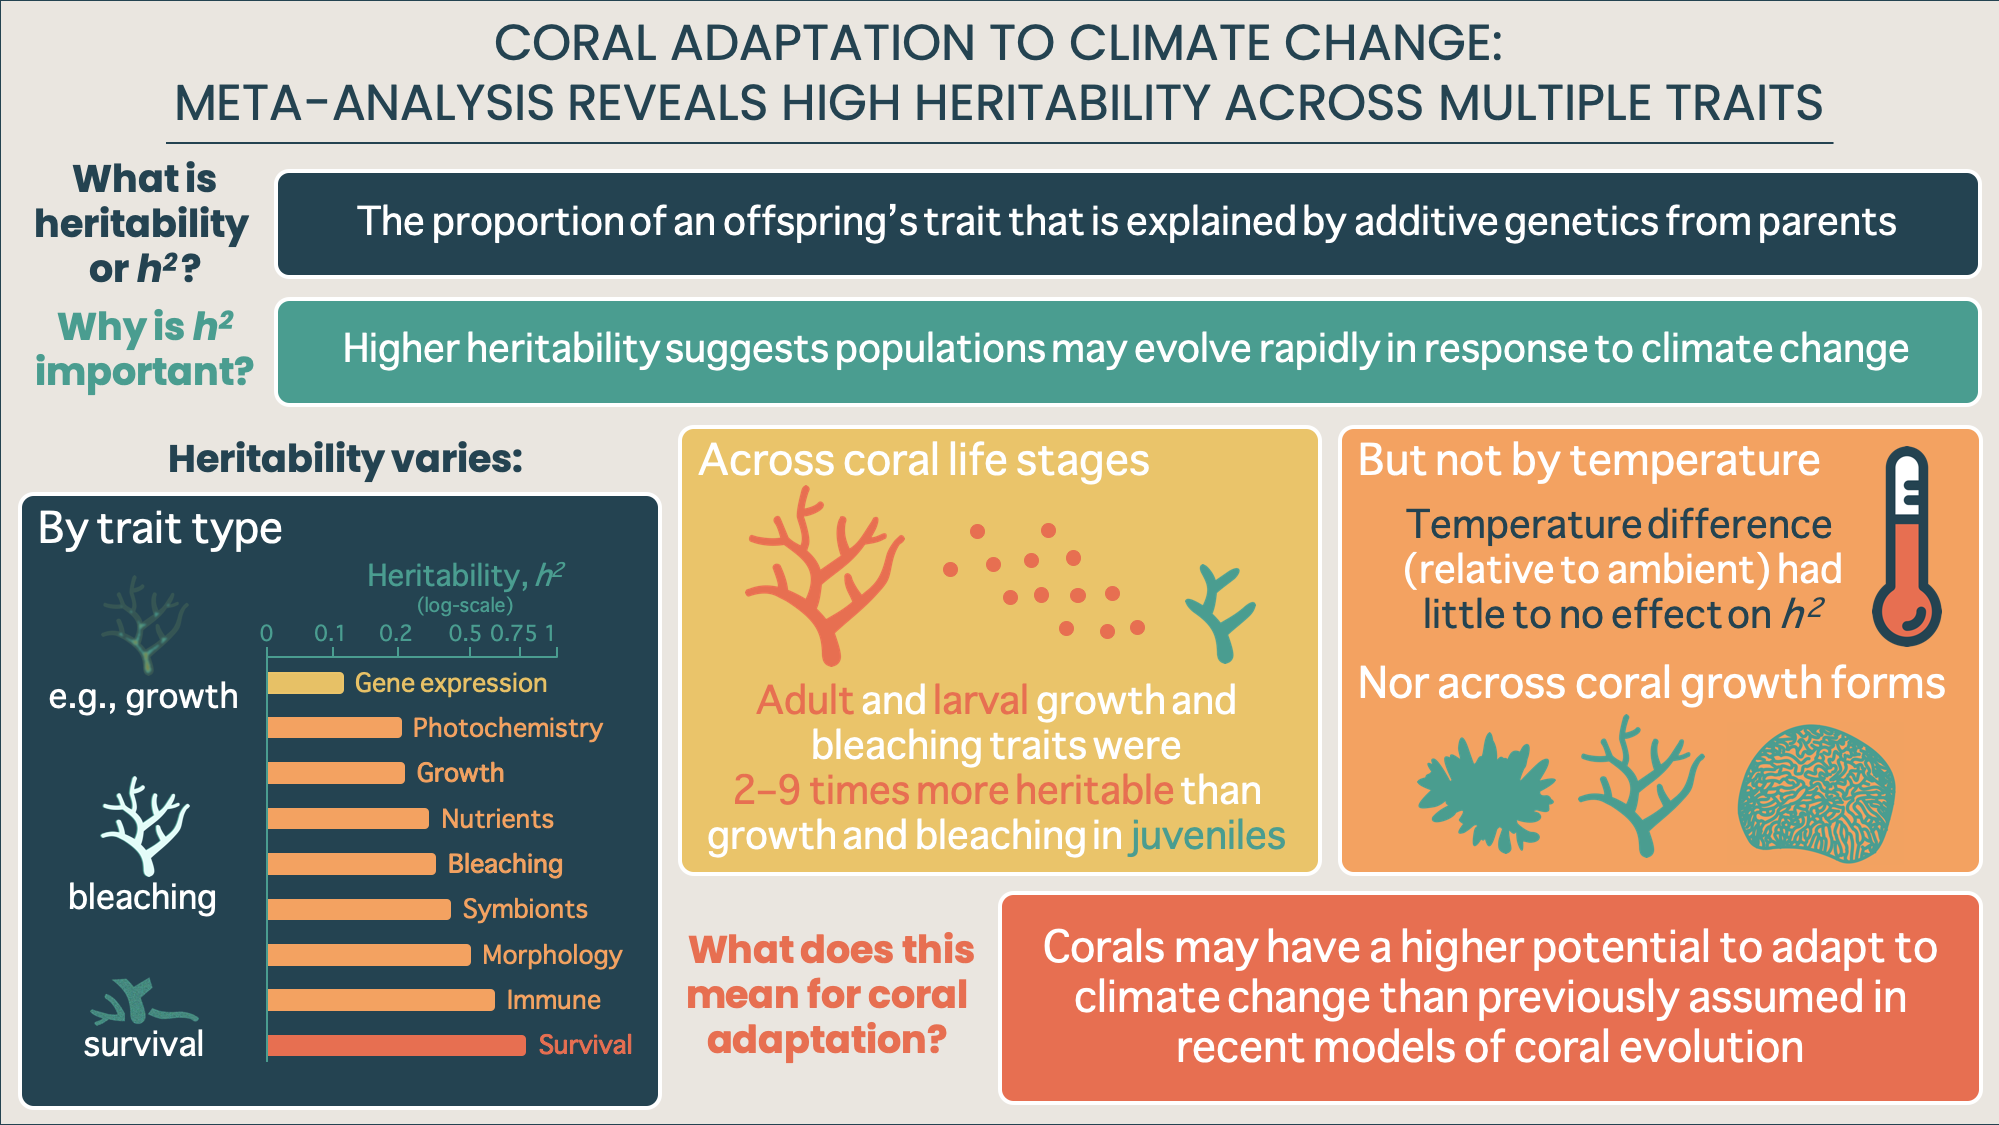 CORAL ADAPTATION TO CLIMATE CHANGE:
META-ANALYSIS REVEALS HIGH HERITABILITY ACROSS MULTIPLE TRAITS
What is
heritability
or h²?
The proportion of an offspring's trait that is explained by additive genetics from parents
Why is h²
important?
Higher heritability suggests populations may evolve rapidly in response to climate change
Heritability varies:
By trait type
e.g., growth
bleaching
survival
Heritability, h²
(log-scale)
0 0.1 0.2 0.5 0.75 1
Gene expression
Photochemistry
Growth
Nutrients
Bleaching
Symbionts
Morphology
Immune
Survival
Across coral life stages
Adult and larval growth and
bleaching traits were
2–9 times more heritable than
growth and bleaching in juveniles
But not by temperature
Temperature difference
(relative to ambient) had
little to no effect on h²
Nor across coral growth forms
What does this
mean for coral
adaptation?
Corals may have a higher potential to adapt to
climate change than previously assumed in
recent models of coral evolution